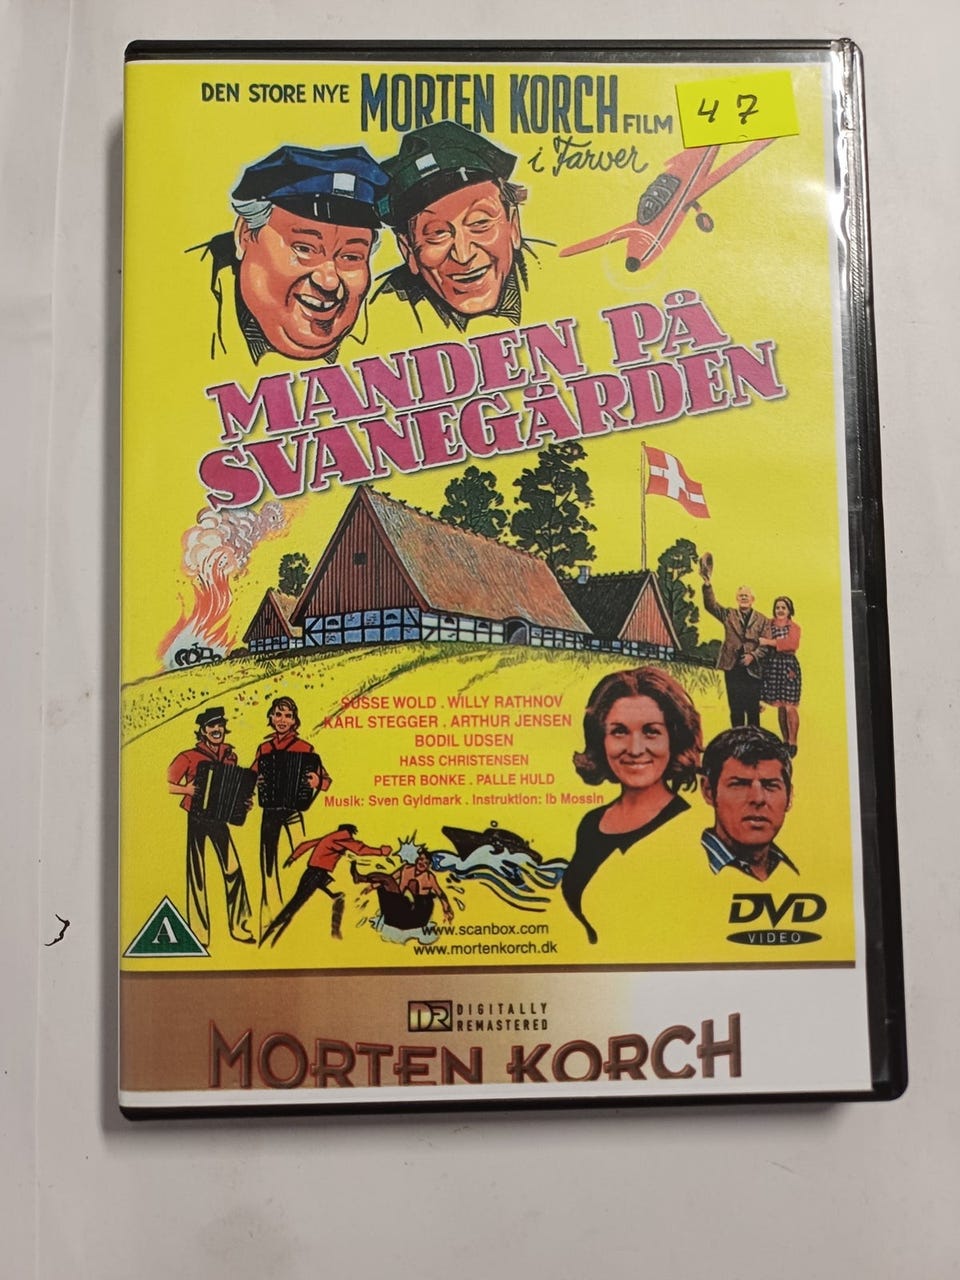 DEN STORE NYE MORTEN KORCH FILM
i Farver
47
MANDEN PÅ
SVANEGÅRDEN
SUSSE WOLD . WILLY RATHNOV
KARL STEGGER . ARTHUR JENSEN
BODIL UDSEN
HASS CHRISTENSEN
PETER BONKE . PALLE HULD
Musik: Sven Gyldmark . Instruktion: Ib Mossin
A
www.scanbox.com
www.mortenkorch.dk
DVD
VIDEO
DR DIGITALLY
REMASTERED
MORTEN KORCH